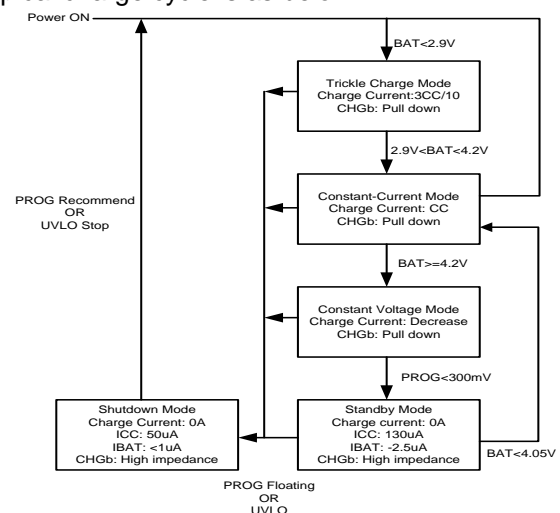 Power ON
BAT<2.9V
Trickle Charge Mode
Charge Current:3CC/10
CHGb: Pull down
2.9V<BAT<4.2V
PROG Recommend
OR
UVLO Stop
Constant-Current Mode
Charge Current: CC
CHGb: Pull down
BAT>=4.2V
Constant Voltage Mode
Charge Current: Decrease
CHGb: Pull down
PROG<300mV
Shutdown Mode
Charge Current: 0A
ICC: 50uA
IBAT: <1uA
CHGb: High impedance
Standby Mode
Charge current: 0A
ICC: 130uA
IBAT: -2.5uA
CHGb: High impedance
BAT<4.05V
PROG Floating
OR
UVLO